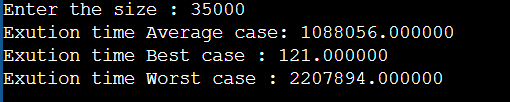 Enter the size : 35000
Exution time Average case: 1088056.000000
Exution time Best case : 121.000000
Exution time Worst case : 2207894.000000